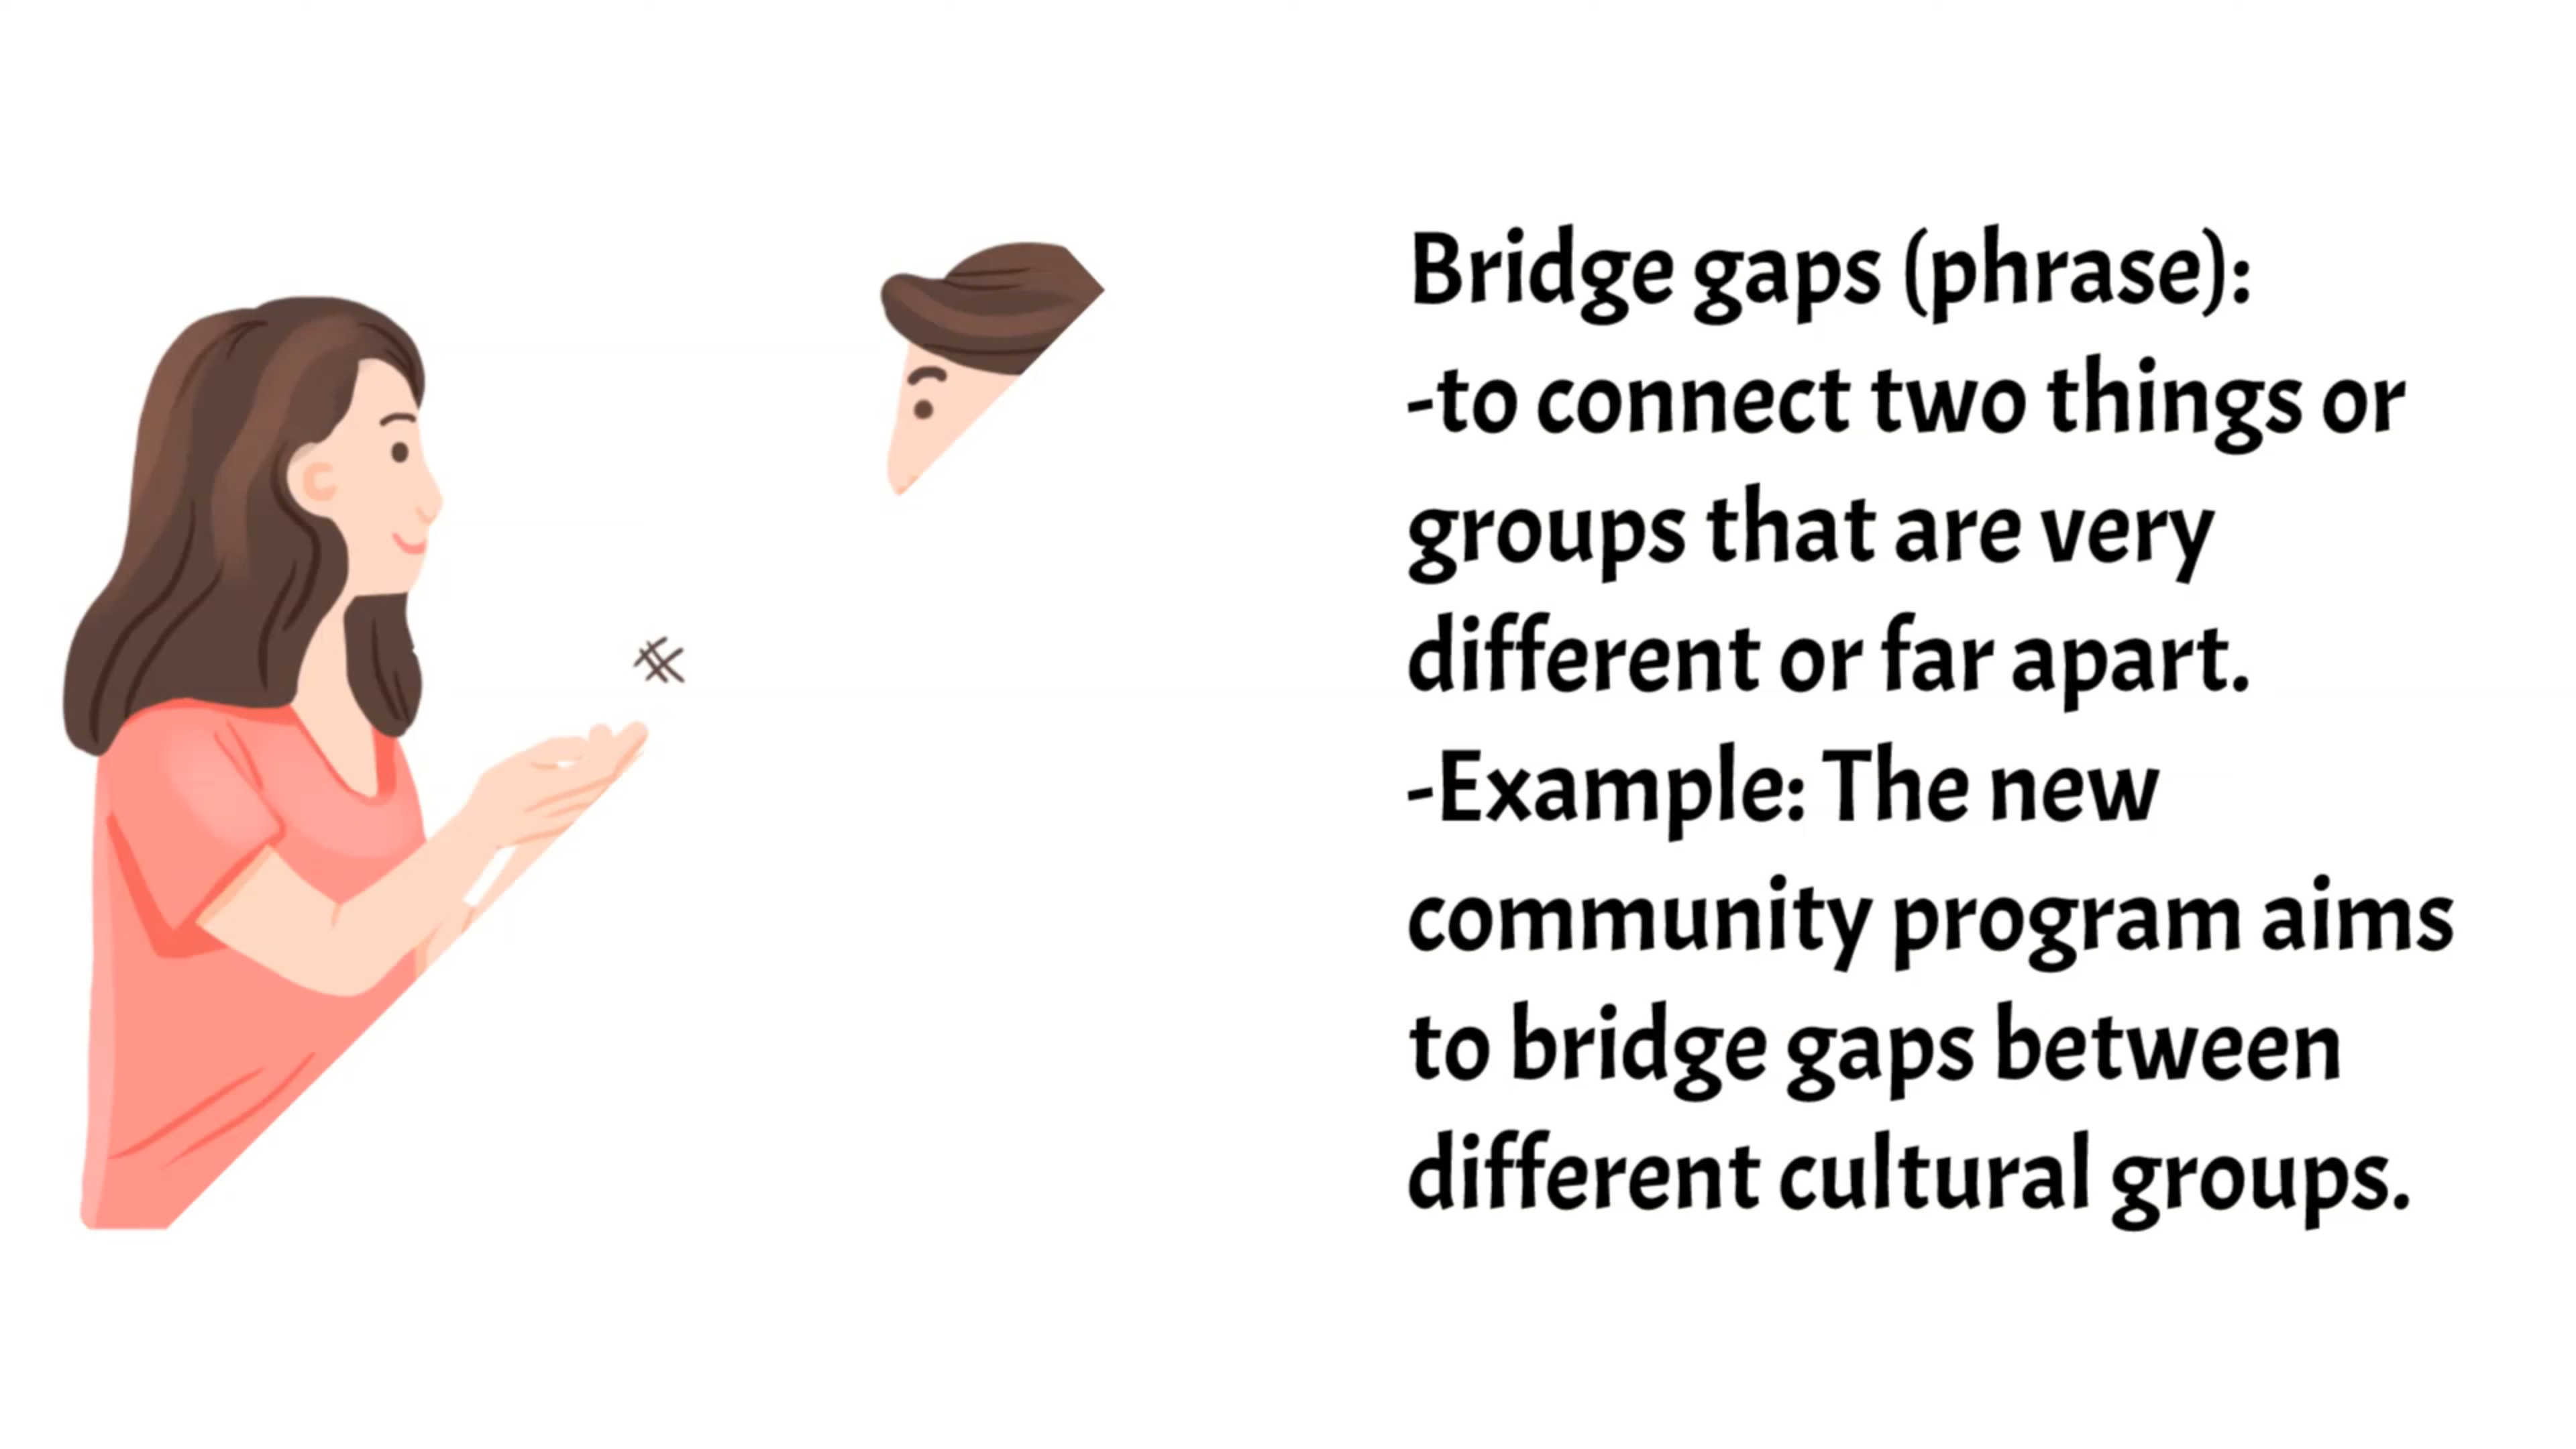 Bridge gaps (phrase):
-to connect two things or
groups that are very
different or far apart.
-Example: The new
community program aims
to bridge gaps between
different cultural groups.